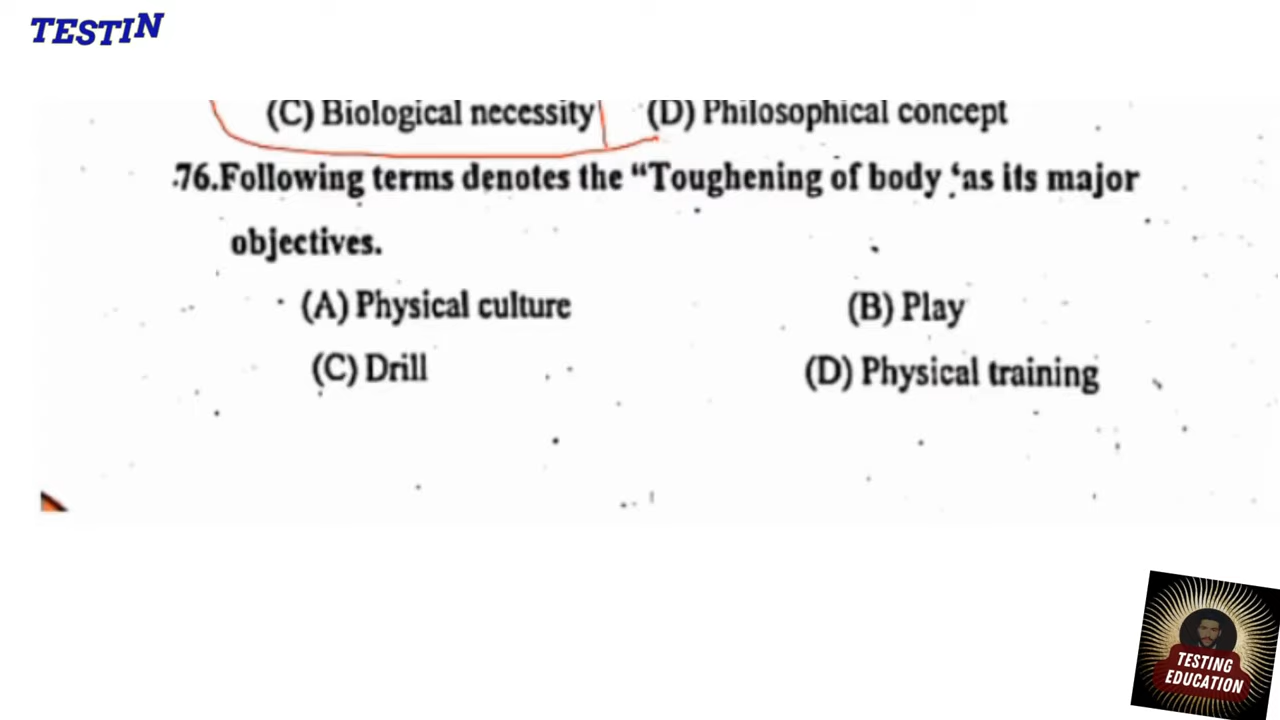 TESTIN
(C) Biological necessity (D) Philosophical concept
76.Following terms denotes the “Toughening of body ‘as its major
objectives.
(A) Physical culture (B) Play
(C) Drill (D) Physical training
TESTING
EDUCATION